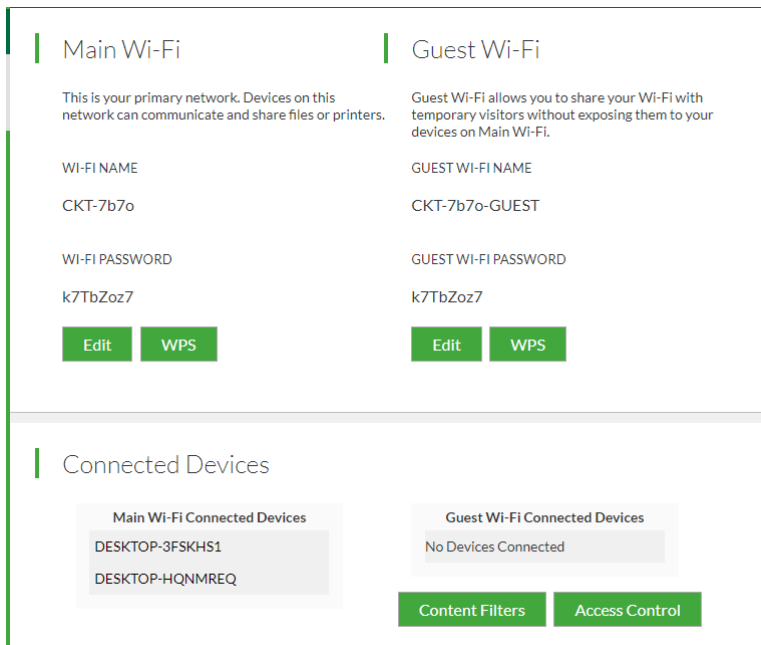 Main Wi-Fi
This is your primary network. Devices on this
network can communicate and share files or printers.
WI-FI NAME
CKT-7b7o
WI-FI PASSWORD
k7TbZoz7
Edit
WPS
Guest Wi-Fi
Guest Wi-Fi allows you to share your Wi-Fi with
temporary visitors without exposing them to your
devices on Main Wi-Fi.
GUEST WI-FI NAME
CKT-7b7o-GUEST
GUEST WI-FI PASSWORD
k7TbZoz7
Edit
WPS
Connected Devices
Main Wi-Fi Connected Devices
DESKTOP-3FSKHS1
DESKTOP-HQNMREQ
Guest Wi-Fi Connected Devices
No Devices Connected
Content Filters
Access Control